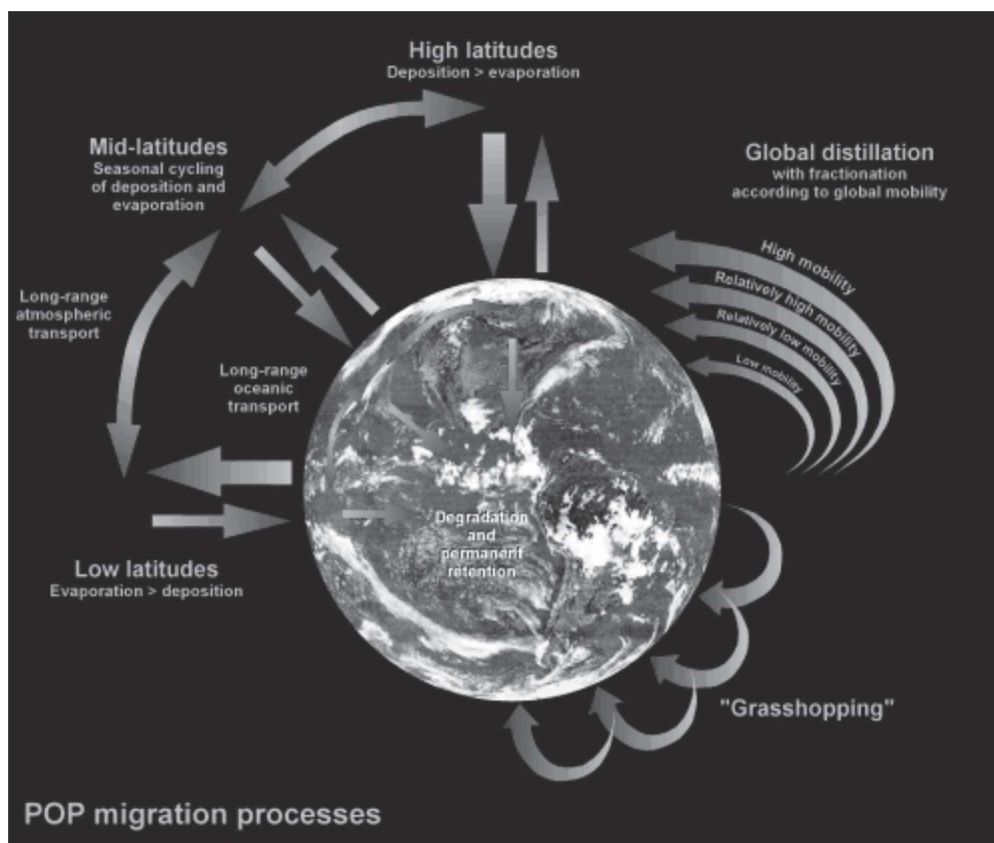 High latitudes
Deposition > evaporation
Mid-latitudes
Seasonal cycling
of deposition and
evaporation
Global distillation
with fractionation
according to global mobility
High mobility
Relatively high mobility
Relatively low mobility
Low mobility
Long-range
atmospheric
transport
Long-range
oceanic
transport
Degradation
and
permanent
retention
Low latitudes
Evaporation > deposition
"Grasshopping"
POP migration processes